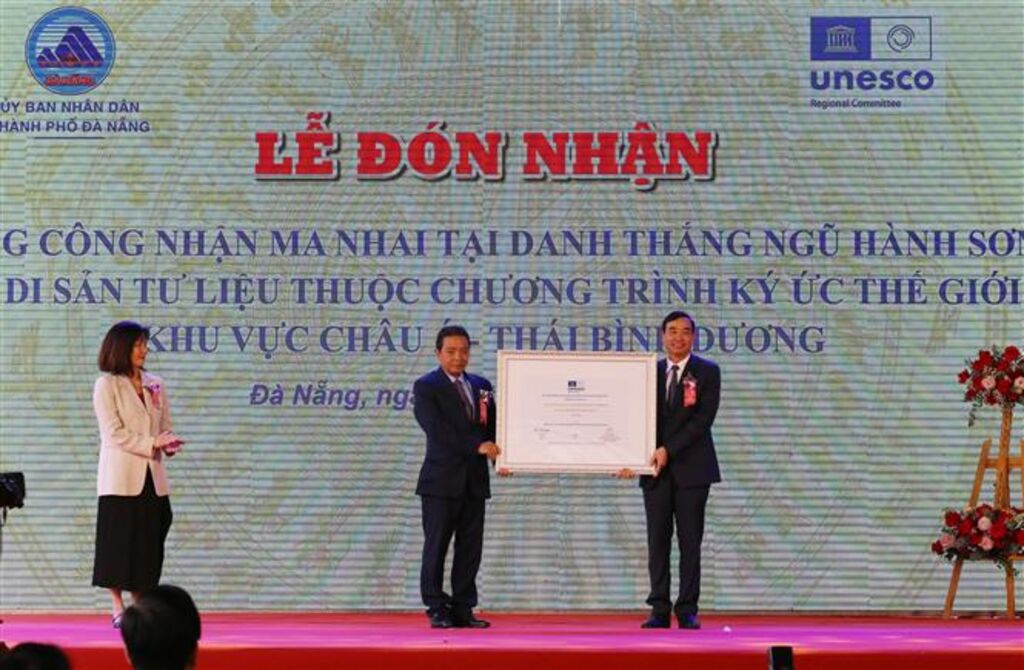 ỦY BAN NHÂN DÂN
THÀNH PHỐ ĐÀ NẴNG
unesco
Regional Committee
LỄ ĐÓN NHẬN
G CÔNG NHẬN MA NHAI TẠI DANH THẮNG NGŨ HÀNH SƠN
DI SẢN TƯ LIỆU THUỘC CHƯƠNG TRÌNH KÝ ỨC THẾ GIỚI
KHU VỰC CHÂU Á - THÁI BÌNH DƯƠNG
Đà Nẵng, ngà